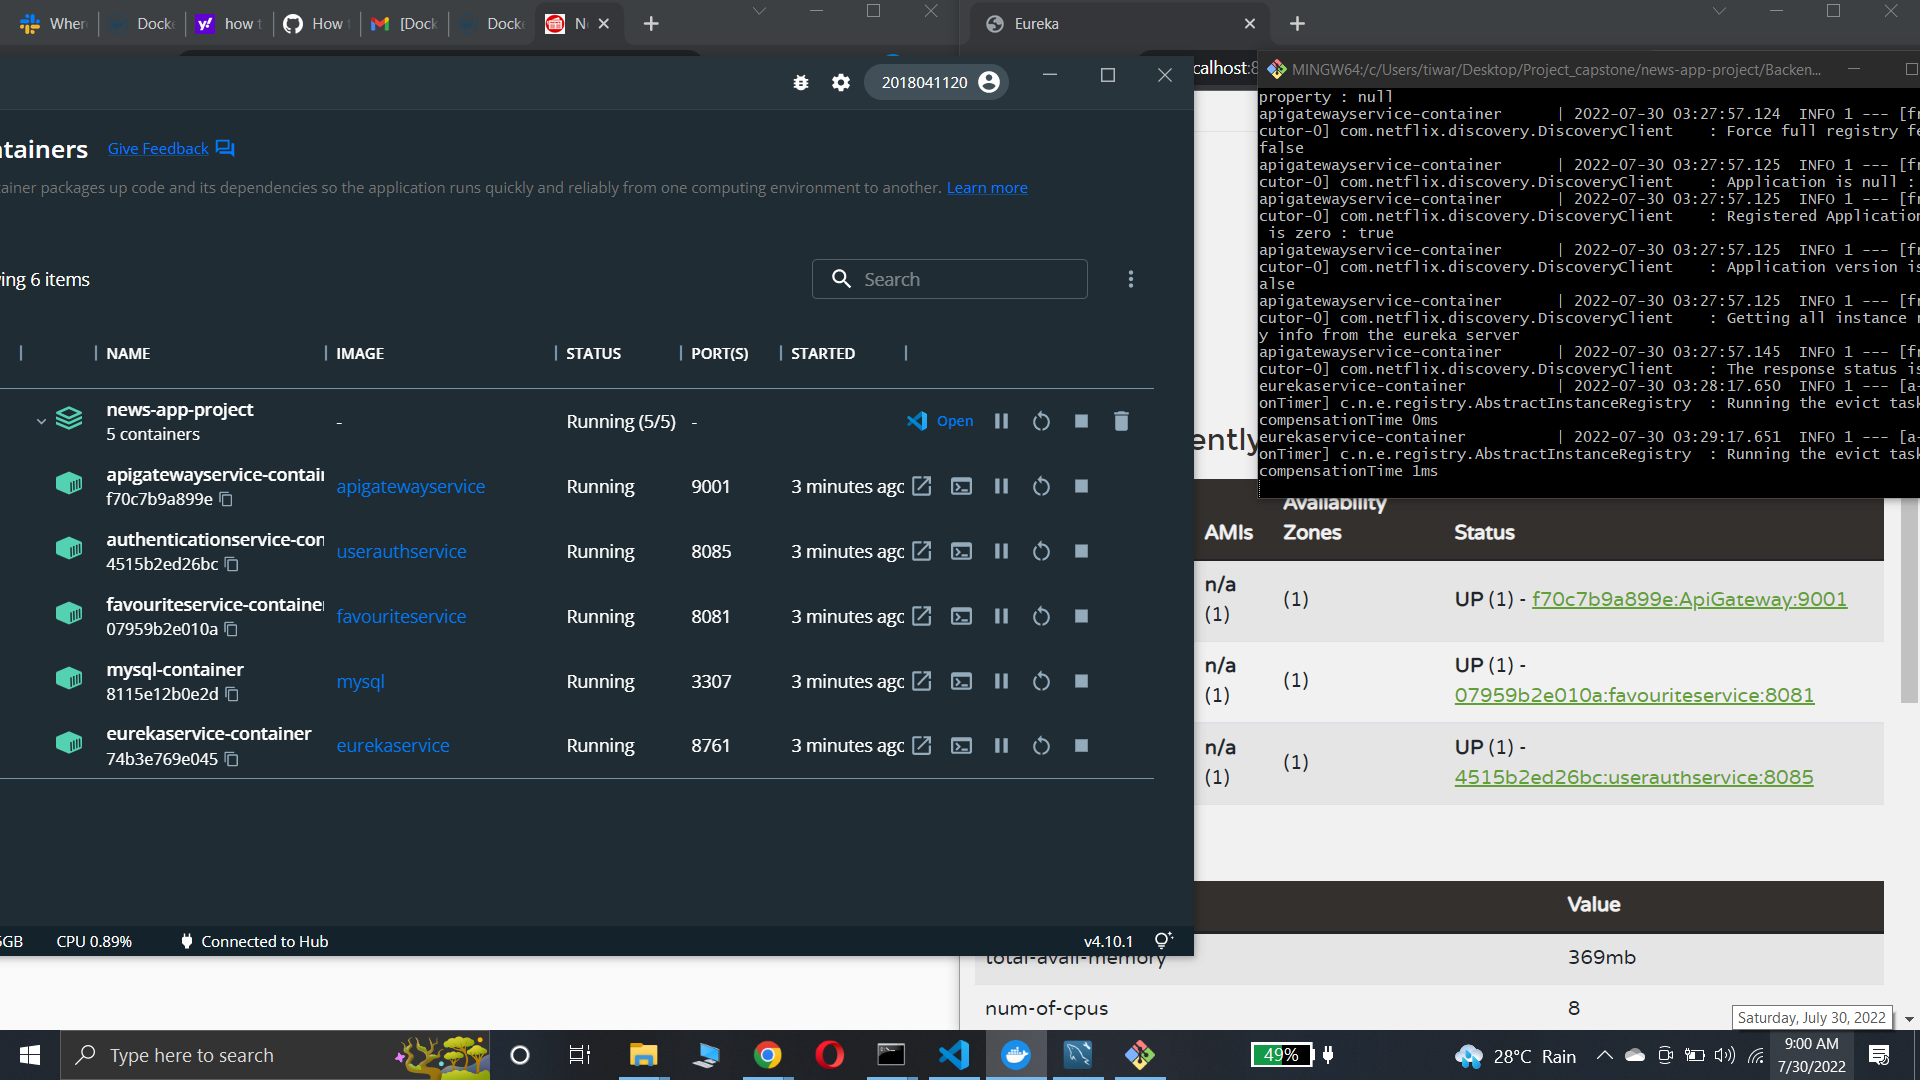 Wher
Docke
how t
How
[Dock
Docke
N
Eureka
2018041120
calhost:8
MINGW64:/c/Users/tiwar/Desktop/Project_capstone/news-app-project/Backen...
ntainers
Give Feedback
ainer packages up code and its dependencies so the application runs quickly and reliably from one computing environment to another. Learn more
ving 6 items
Search
NAME
IMAGE
STATUS
PORT(S)
STARTED
news-app-project
5 containers
-
Running (5/5)
-
Open
apigatewayservice-contain
f70c7b9a899e
apigatewayservice
Running
9001
3 minutes ago
authenticationservice-con
4515b2ed26bc
userauthservice
Running
8085
3 minutes ago
favouriteservice-container
07959b2e010a
favouriteservice
Running
8081
3 minutes ago
mysql-container
8115e12b0e2d
mysql
Running
3307
3 minutes ago
eurekaservice-container
74b3e769e045
eurekaservice
Running
8761
3 minutes ago
GB
CPU 0.89%
Connected to Hub
v4.10.1
property : null
apigatewayservice-container | 2022-07-30 03:27:57.124 INFO 1 --- [fr
cutor-0] com.netflix.discovery.DiscoveryClient : Force full registry fe
false
apigatewayservice-container | 2022-07-30 03:27:57.125 INFO 1 --- [fr
cutor-0] com.netflix.discovery.DiscoveryClient : Application is null :
apigatewayservice-container | 2022-07-30 03:27:57.125 INFO 1 --- [fr
cutor-0] com.netflix.discovery.DiscoveryClient : Registered Application
is zero : true
apigatewayservice-container | 2022-07-30 03:27:57.125 INFO 1 --- [fr
cutor-0] com.netflix.discovery.DiscoveryClient : Application version is
alse
apigatewayservice-container | 2022-07-30 03:27:57.125 INFO 1 --- [fr
cutor-0] com.netflix.discovery.DiscoveryClient : Getting all instance r
y info from the eureka server
apigatewayservice-container | 2022-07-30 03:27:57.145 INFO 1 --- [fr
cutor-0] com.netflix.discovery.DiscoveryClient : The response status is
eurekaservice-container | 2022-07-30 03:28:17.650 INFO 1 --- [a-
onTimer] c.n.e.registry.AbstractInstanceRegistry : Running the evict task
compensationTime 0ms
eurekaservice-container | 2022-07-30 03:29:17.651 INFO 1 --- [a-
onTimer] c.n.e.registry.AbstractInstanceRegistry : Running the evict task
compensationTime 1ms
ently
AMIs
Availability Zones
Status
n/a (1)
(1)
UP (1) - f70c7b9a899e:ApiGateway:9001
n/a (1)
(1)
UP (1) -
07959b2e010a:favouriteservice:8081
n/a (1)
(1)
UP (1) -
4515b2ed26bc:userauthservice:8085
Value
total-avail-memory
369mb
num-of-cpus
8
Saturday, July 30, 2022
Type here to search
49%
28°C Rain
9:00 AM
7/30/2022